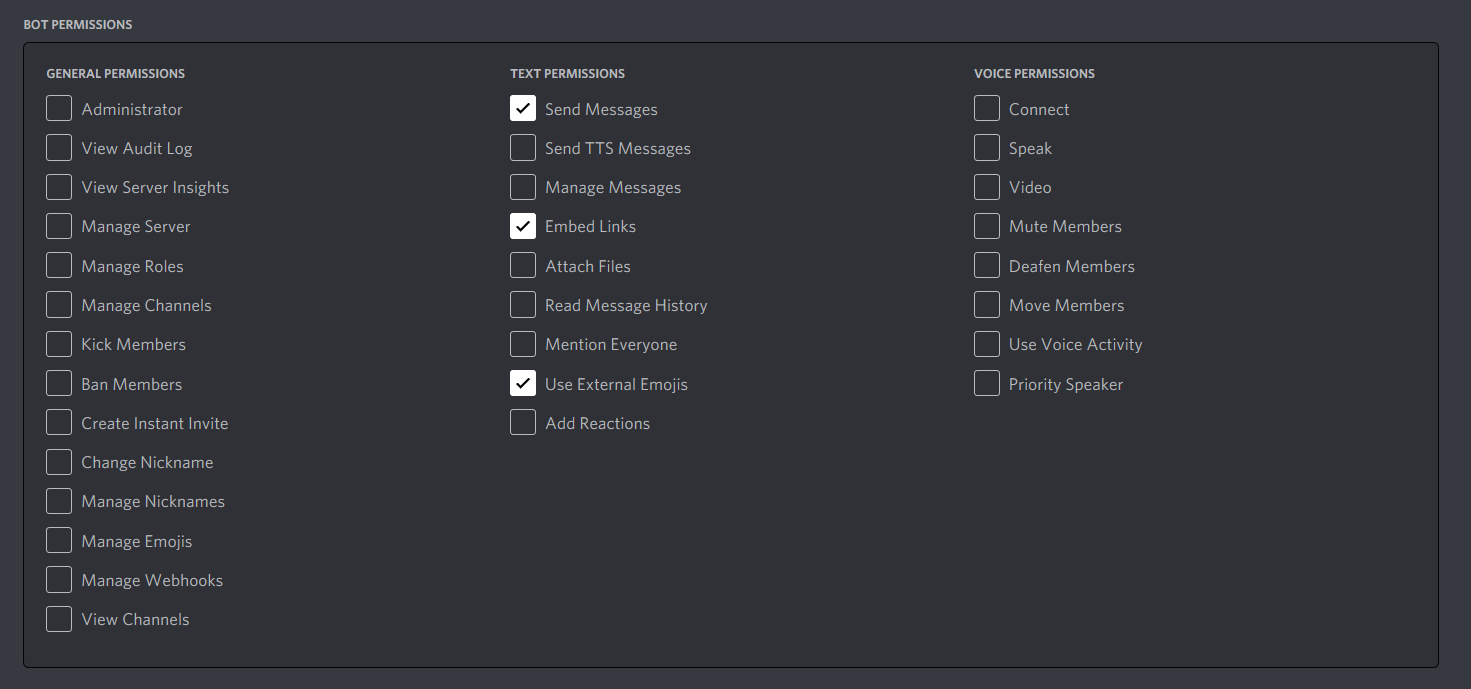 BOT PERMISSIONS
GENERAL PERMISSIONS
Administrator
View Audit Log
View Server Insights
Manage Server
Manage Roles
Manage Channels
Kick Members
Ban Members
Create Instant Invite
Change Nickname
Manage Nicknames
Manage Emojis
Manage Webhooks
View Channels
TEXT PERMISSIONS
Send Messages
Send TTS Messages
Manage Messages
Embed Links
Attach Files
Read Message History
Mention Everyone
Use External Emojis
Add Reactions
VOICE PERMISSIONS
Connect
Speak
Video
Mute Members
Deafen Members
Move Members
Use Voice Activity
Priority Speaker